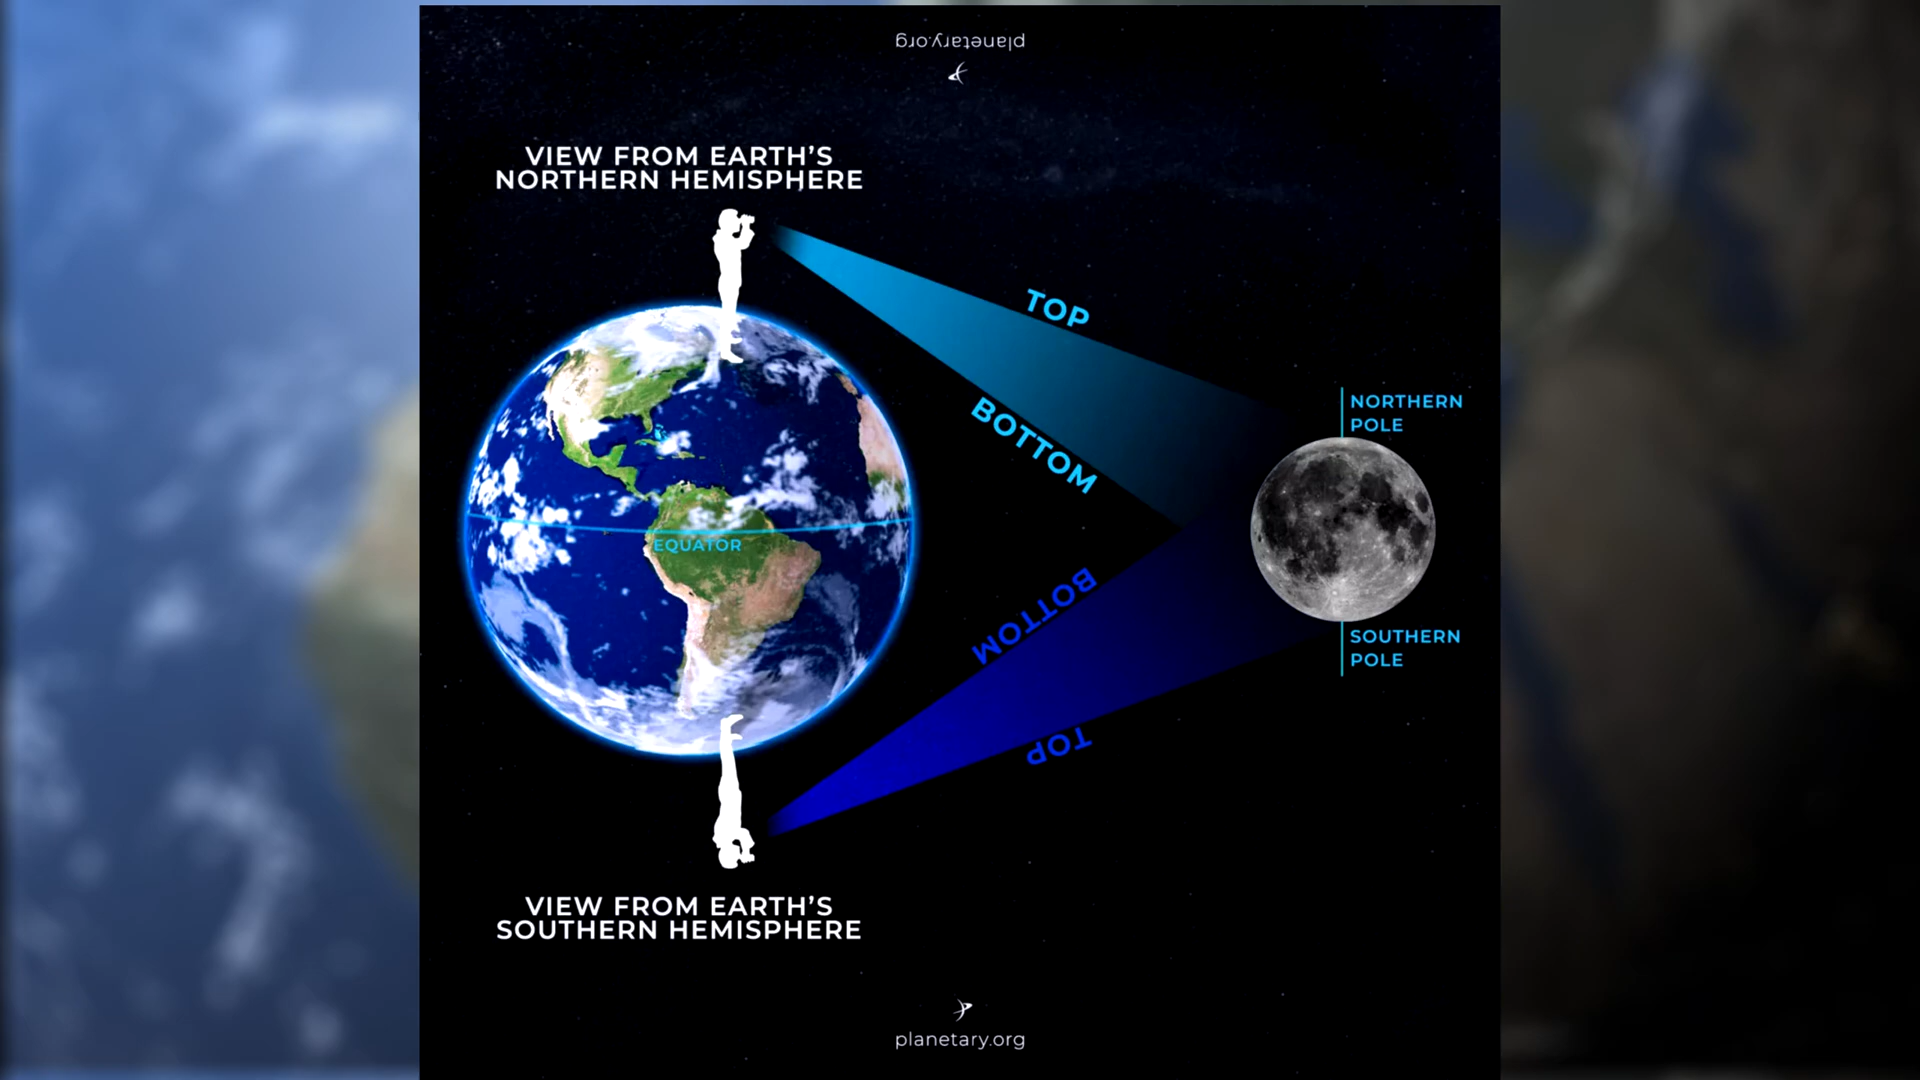 planetary.org
VIEW FROM EARTH'S
NORTHERN HEMISPHERE
TOP
BOTTOM
NORTHERN
POLE
EQUATOR
BOTTOM
SOUTHERN
POLE
TOP
VIEW FROM EARTH'S
SOUTHERN HEMISPHERE
planetary.org